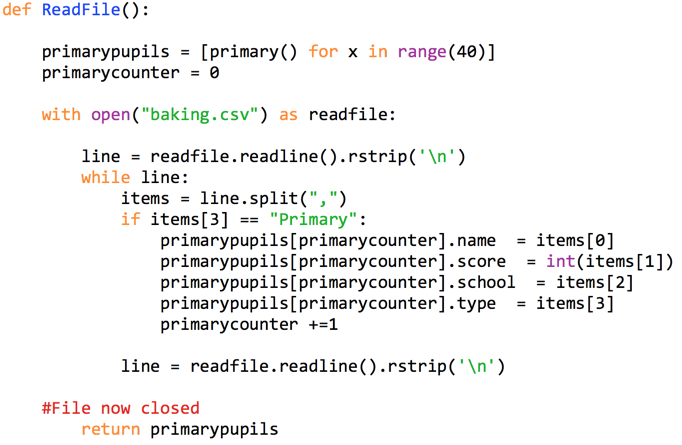 def ReadFile():
primarypupils = [primary() for x in range(40)]
primarycounter = 0
with open("baking.csv") as readfile:
line = readfile.readline().rstrip('\n')
while line:
items = line.split(",")
if items[3] == "Primary":
primarypupils[primarycounter].name  = items[0]
primarypupils[primarycounter].score  = int(items[1])
primarypupils[primarycounter].school  = items[2]
primarypupils[primarycounter].type  = items[3]
primarycounter +=1
line = readfile.readline().rstrip('\n')
#File now closed
return primarypupils